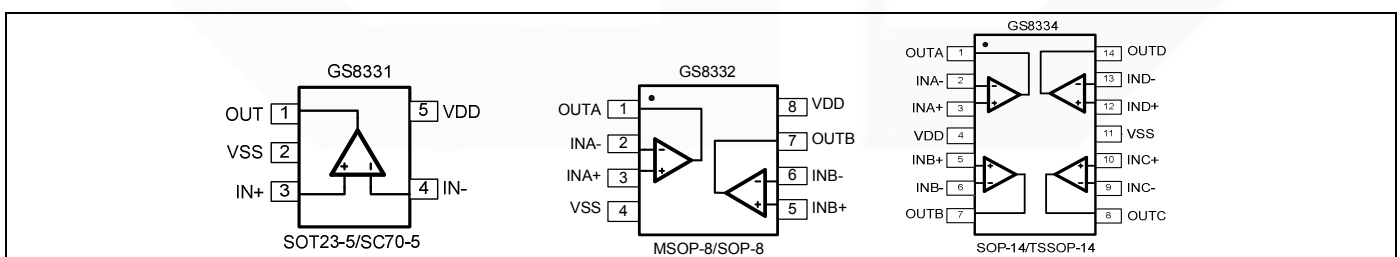 GS8331
OUT 1 5 VDD
VSS 2
IN+ 3 4 IN-
SOT23-5/SC70-5
GS8332
OUTA 1 8 VDD
INA- 2 7 OUTB
INA+ 3 6 INB-
VSS 4 5 INB+
MSOP-8/SOP-8
GS8334
OUTA 1 14 OUTD
INA- 2 13 IND-
INA+ 3 12 IND+
VDD 4 11 VSS
INB+ 5 10 INC+
INB- 6 9 INC-
OUTB 7 8 OUTC
SOP-14/TSSOP-14